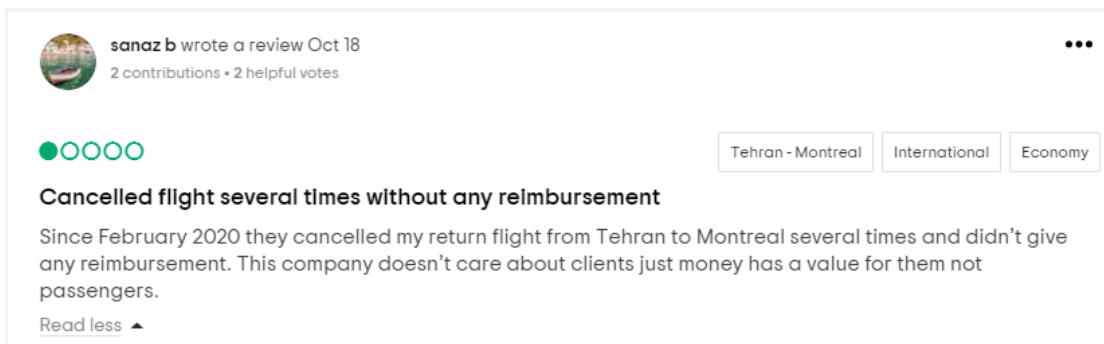 sanaz b wrote a review Oct 18
2 contributions • 2 helpful votes
Tehran - Montreal
International
Economy
Cancelled flight several times without any reimbursement
Since February 2020 they cancelled my return flight from Tehran to Montreal several times and didn't give
any reimbursement. This company doesn't care about clients just money has a value for them not
passengers.
Read less